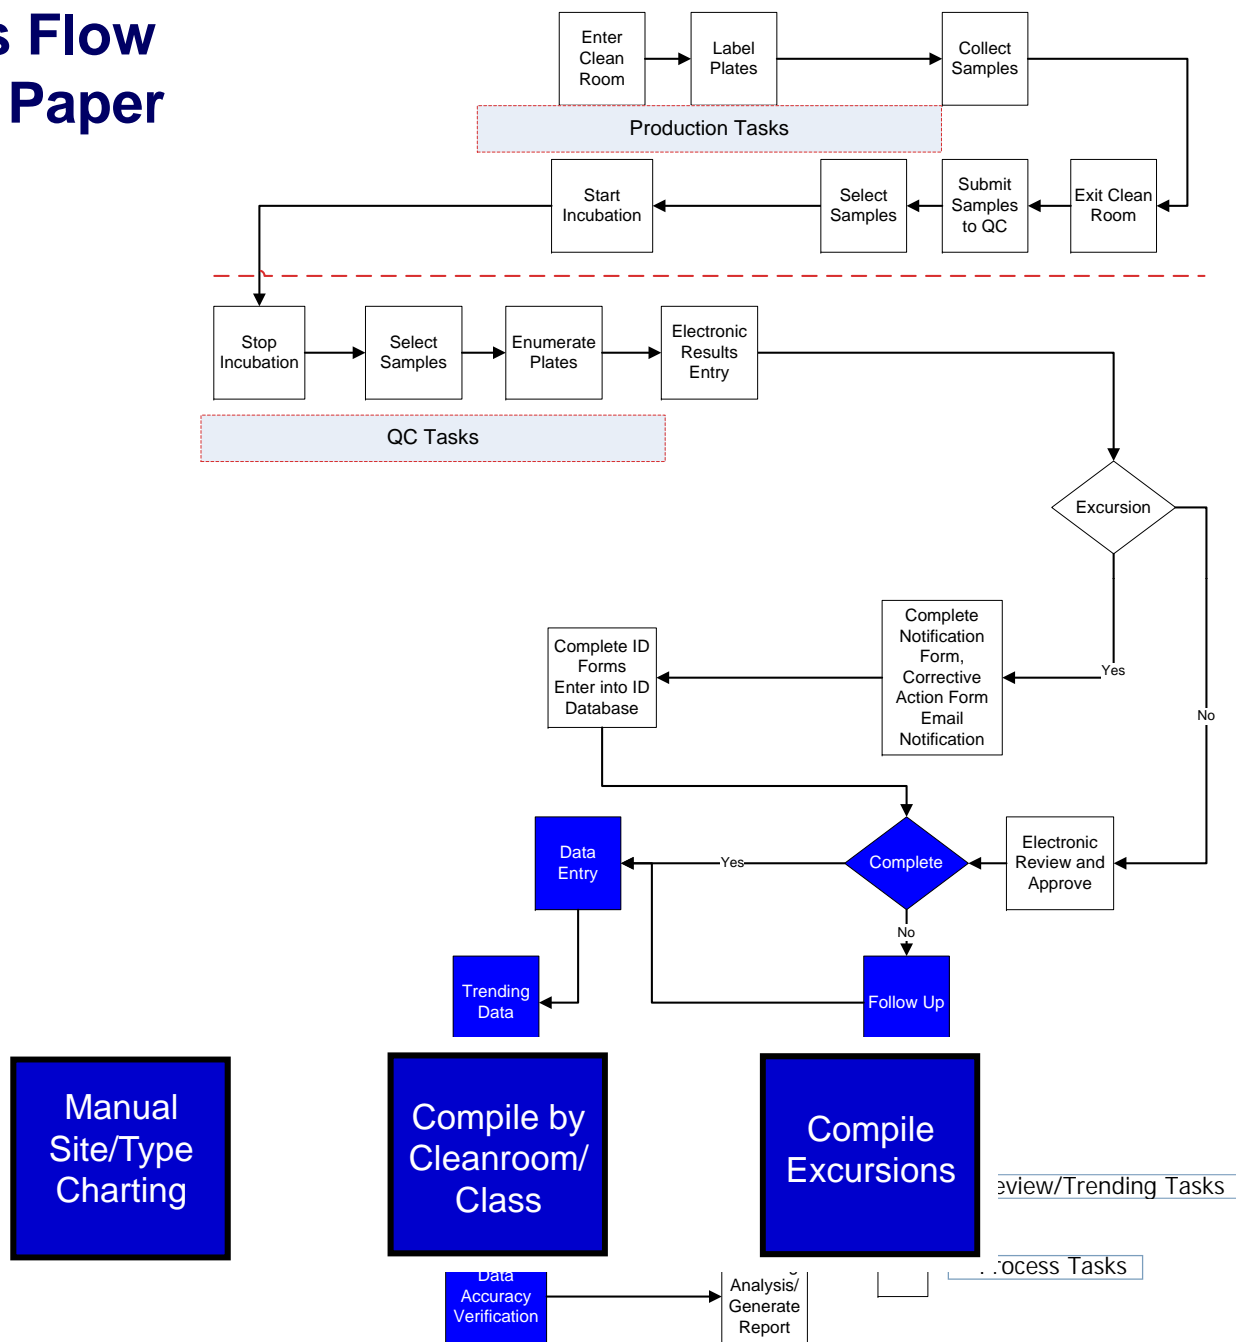 s Flow
Paper
Enter
Clean
Room
Label
Plates
Collect
Samples
Production Tasks
Start
Incubation
Select
Samples
Submit
Samples
to QC
Exit Clean
Room
Stop
Incubation
Select
Samples
Enumerate
Plates
Electronic
Results
Entry
QC Tasks
Excursion
Yes
No
Complete
Notification
Form,
Corrective
Action Form
Email
Notification
Complete ID
Forms
Enter into ID
Database
Data
Entry
Yes
Complete
Electronic
Review and
Approve
No
Trending
Data
Follow Up
Manual
Site/Type
Charting
Compile by
Cleanroom/
Class
Compile
Excursions
eview/Trending Tasks
Process Tasks
Data
Accuracy
Verification
Analysis/
Generate
Report